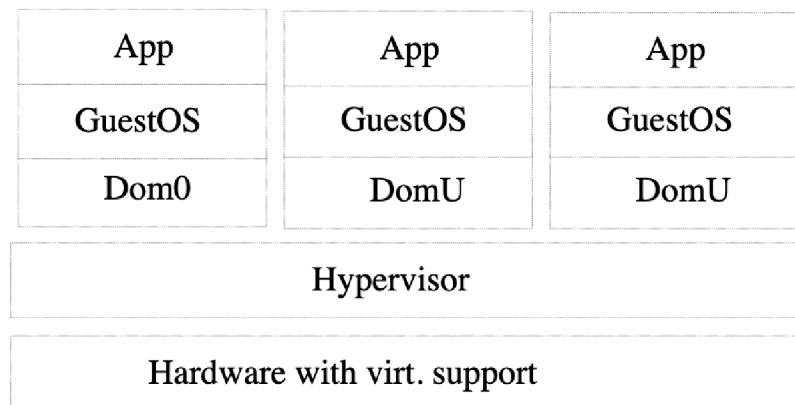 App App App
GuestOS GuestOS GuestOS
Dom0 DomU DomU
Hypervisor
Hardware with virt. support